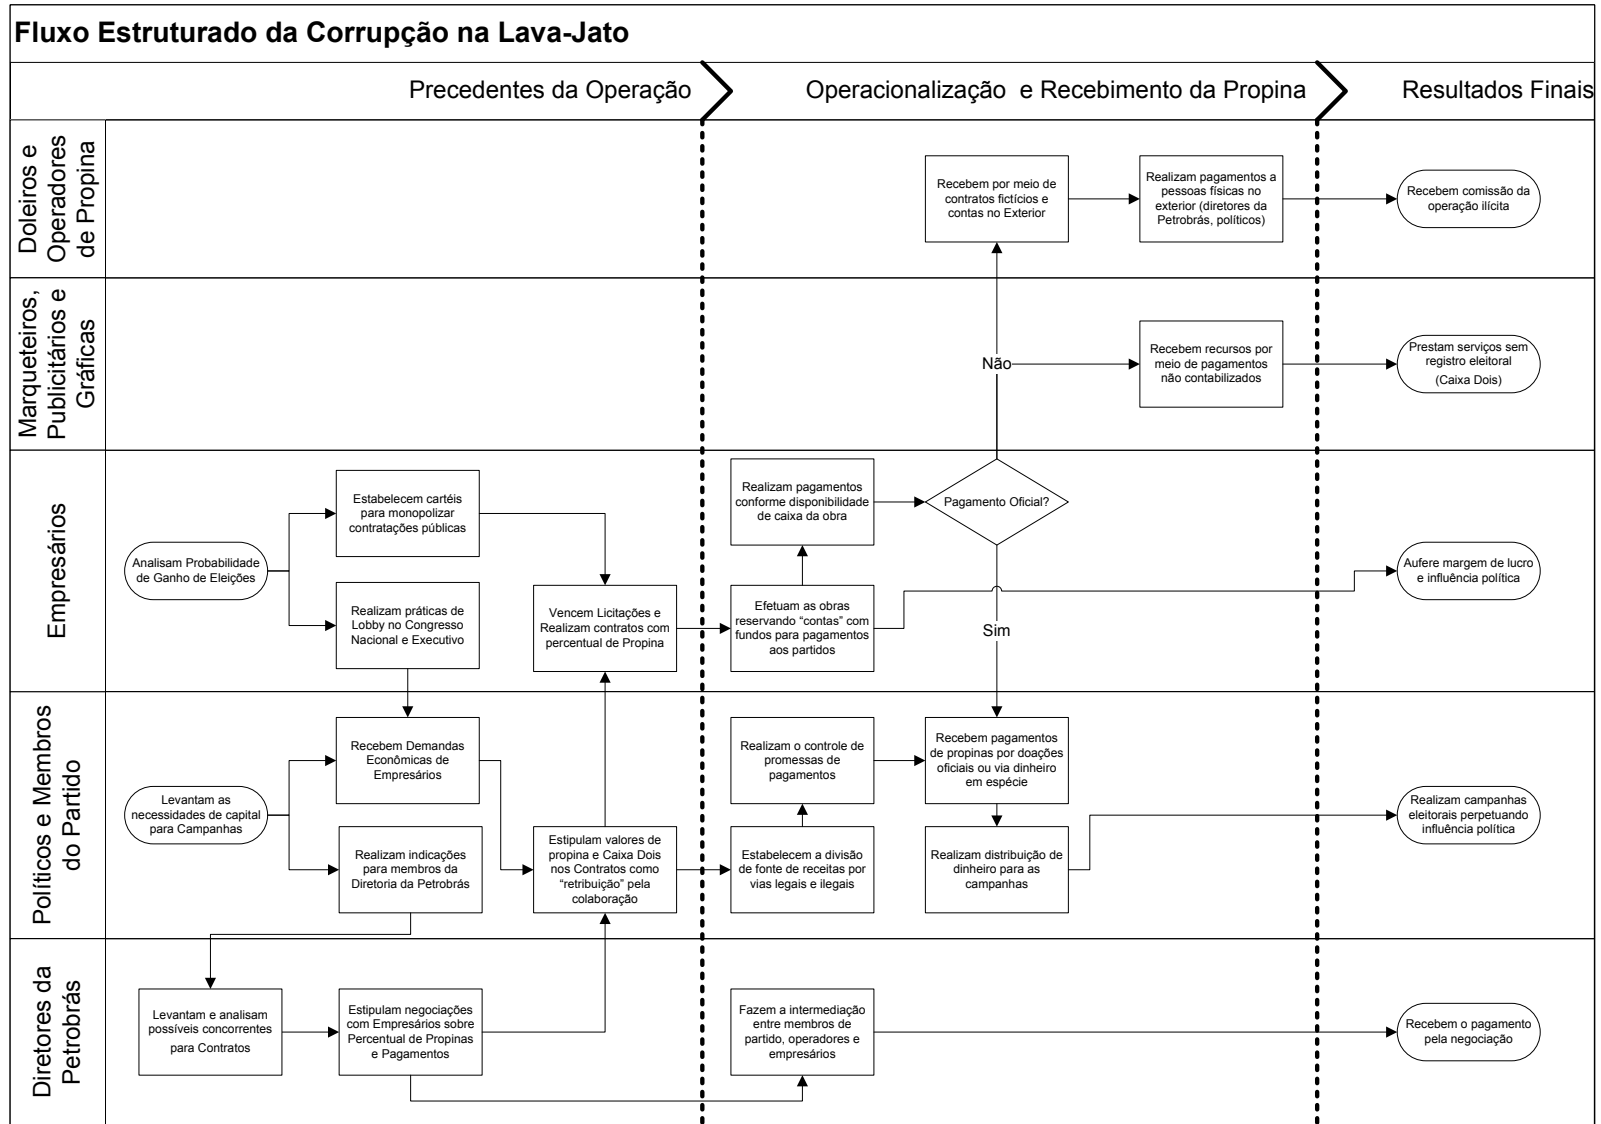 Fluxo Estruturado da Corrupção na Lava-Jato
Precedentes da Operação
Operacionalização e Recebimento da Propina
Resultados Finais
Doleiros e
Operadores
de Propina
Recebem por meio de
contratos fictícios e
contas no Exterior
Realizam pagamentos a
pessoas físicas no
exterior (diretores da
Petrobrás, políticos)
Recebem comissão da
operação ilícita
Marqueteiros,
Publicitários e
Gráficas
Não
Recebem recursos por
meio de pagamentos
não contabilizados
Prestam serviços sem
registro eleitoral
(Caixa Dois)
Empresários
Analisam Probabilidade
de Ganho de Eleições
Estabelecem cartéis
para monopolizar
contratações públicas
Realizam práticas de
Lobby no Congresso
Nacional e Executivo
Vencem Licitações e
Realizam contratos com
percentual de Propina
Realizam pagamentos
conforme disponibilidade
de caixa da obra
Efetuam as obras
reservando “contas” com
fundos para pagamentos
aos partidos
Pagamento Oficial?
Sim
Aufere margem de lucro
e influência política
Políticos e Membros
do Partido
Levantam as
necessidades de capital
para Campanhas
Recebem Demandas
Econômicas de
Empresários
Realizam indicações
para membros da
Diretoria da Petrobrás
Estipulam valores de
propina e Caixa Dois
nos Contratos como
“retribuição” pela
colaboração
Realizam o controle de
promessas de
pagamentos
Estabelecem a divisão
de fonte de receitas por
vias legais e ilegais
Recebem pagamentos
de propinas por doações
oficiais ou via dinheiro
em espécie
Realizam distribuição de
dinheiro para as
campanhas
Realizam campanhas
eleitorais perpetuando
influência política
Diretores da
Petrobrás
Levantam e analisam
possíveis concorrentes
para Contratos
Estipulam negociações
com Empresários sobre
Percentual de Propinas
e Pagamentos
Fazem a intermediação
entre membros de
partido, operadores e
empresários
Recebem o pagamento
pela negociação